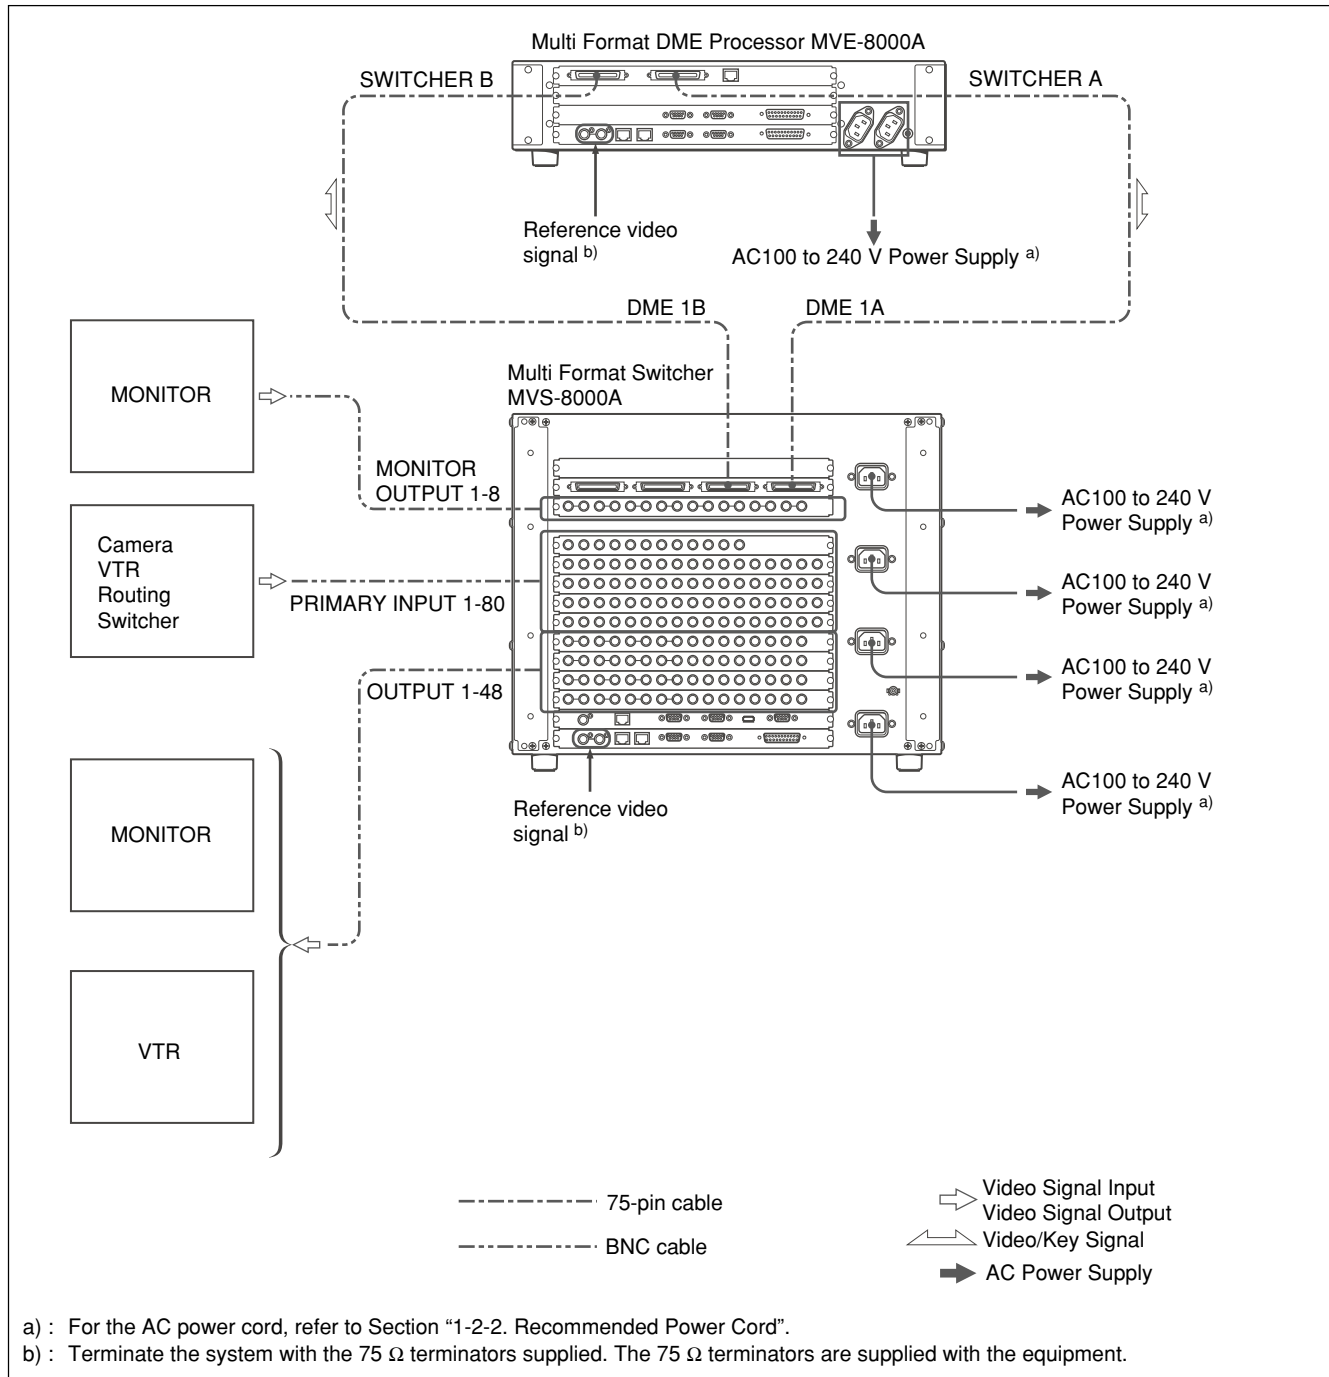 Multi Format DME Processor MVE-8000A
SWITCHER B
SWITCHER A
Reference video
signal b)
AC100 to 240 V Power Supply a)
DME 1B
DME 1A
MONITOR
Multi Format Switcher
MVS-8000A
MONITOR
OUTPUT 1-8
AC100 to 240 V
Power Supply a)
Camera
VTR
Routing
Switcher
PRIMARY INPUT 1-80
AC100 to 240 V
Power Supply a)
OUTPUT 1-48
AC100 to 240 V
Power Supply a)
AC100 to 240 V
Power Supply a)
Reference video
signal b)
MONITOR
VTR
75-pin cable
BNC cable
Video Signal Input
Video Signal Output
Video/Key Signal
AC Power Supply
a) : For the AC power cord, refer to Section “1-2-2. Recommended Power Cord”.
b) : Terminate the system with the 75 Ω terminators supplied. The 75 Ω terminators are supplied with the equipment.